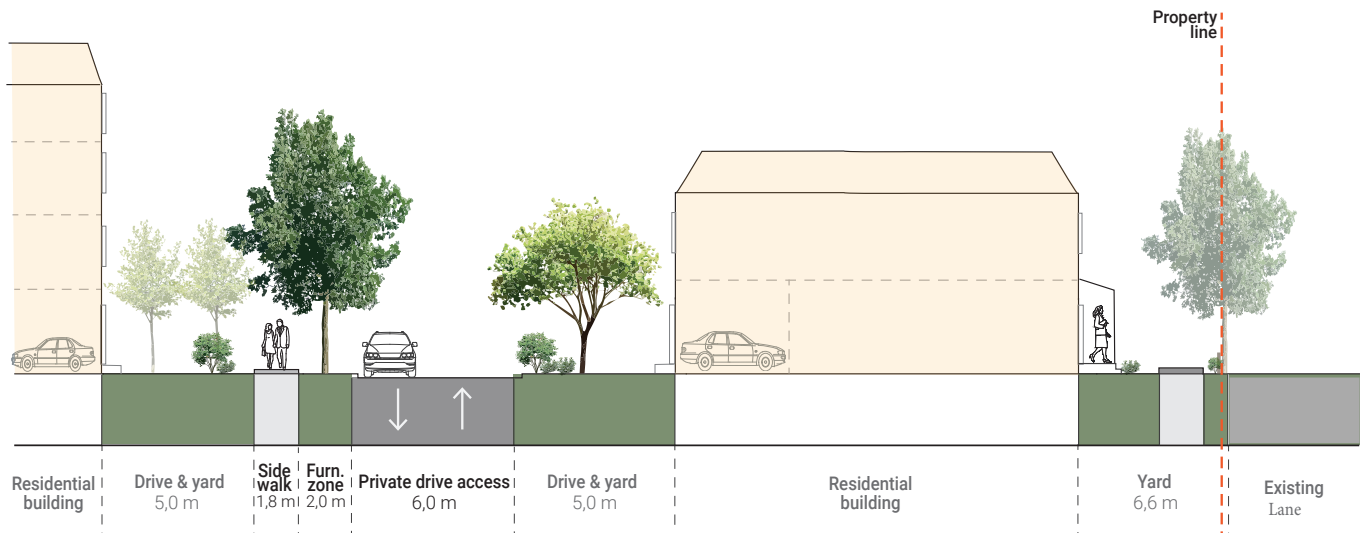 Property
line
Residential
building
Drive & yard
5,0 m
Side
walk
1,8 m
Furn.
zone
2,0 m
Private drive access
6,0 m
Drive & yard
5,0 m
Residential
building
Yard
6,6 m
Existing
Lane